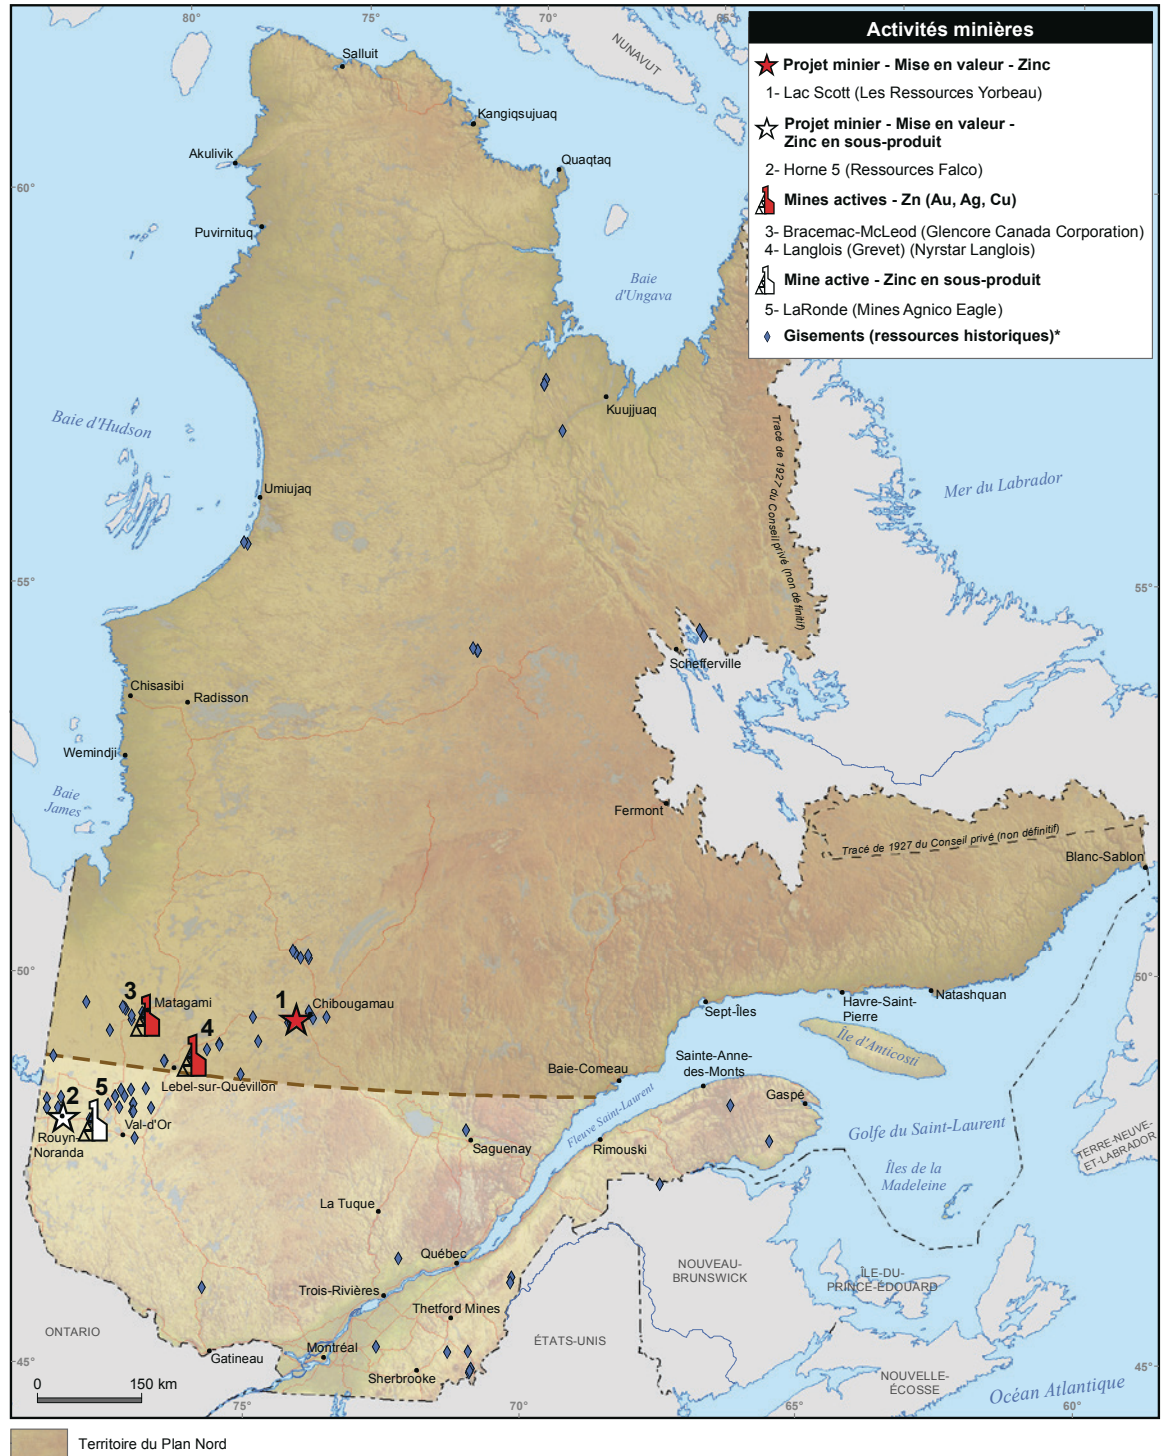 80°
75°
70°
Activités minières
Projet minier - Mise en valeur - Zinc
1- Lac Scott (Les Ressources Yorbeau)
Projet minier - Mise en valeur -
Zinc en sous-produit
2- Horne 5 (Ressources Falco)
Mines actives - Zn (Au, Ag, Cu)
3- Bracemac-McLeod (Glencore Canada Corporation)
4- Langlois (Grevet) (Nyrstar Langlois)
Mine active - Zinc en sous-produit
5- LaRonde (Mines Agnico Eagle)
Gisements (ressources historiques)*
NUNAVUT
Salluit
Kangiqsujuaq
Akulivik
Quaqtaq
60°
Puvirnituq
Baie
d'Ungava
Kuujjuaq
Baie d'Hudson
Tracé de 1927 du Conseil privé (non définitif)
Mer du Labrador
Umiujaq
55°
55°
Schefferville
Chisasibi
Radisson
Wemindji
Baie
James
Fermont
Tracé de 1927 du Conseil privé (non définitif)
Blanc-Sablon
50°
50°
3
Matagami
1
Chibougamau
Sept-Îles
Havre-Saint-
Pierre
Natashquan
4
Île d'Anticosti
Lebel-sur-Quévillon
Baie-Comeau
Sainte-Anne-
des-Monts
Gaspé
2
5
Rouyn-
Noranda
Val-d'Or
Fleuve Saint-Laurent
Saguenay
Rimouski
Golfe du Saint-Laurent
TERRE-NEUVE-
ET-LABRADOR
Îles de la
Madeleine
La Tuque
Québec
NOUVEAU-
BRUNSWICK
ÎLE-DU-
PRINCE-ÉDOUARD
Trois-Rivières
Thetford Mines
ONTARIO
ÉTATS-UNIS
Gatineau
Montréal
Sherbrooke
NOUVELLE-
ÉCOSSE
45°
45°
Océan Atlantique
0
150 km
75°
70°
65°
60°
Territoire du Plan Nord